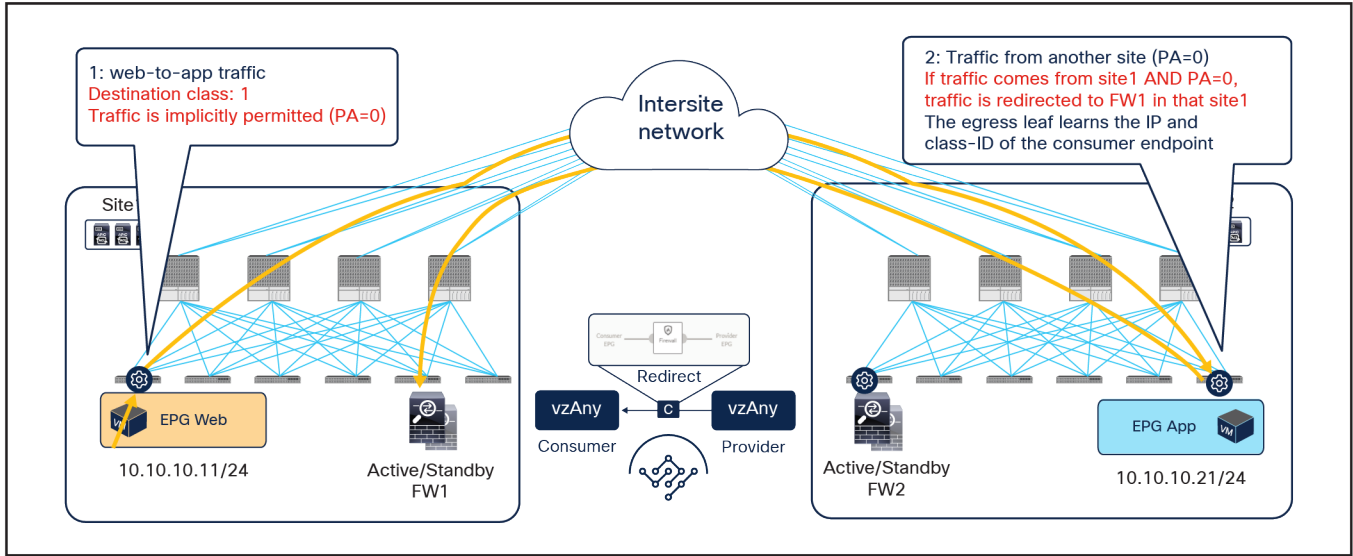 1: web-to-app traffic
Destination class: 1
Traffic is implicitly permitted (PA=0)
Intersite
network
2: Traffic from another site (PA=0)
If traffic comes from site1 AND PA=0,
traffic is redirected to FW1 in that site1
The egress leaf learns the IP and
class-ID of the consumer endpoint
Site
Consumer
EPG
Firewall
Provider
EPG
Redirect
vzAny
C
vzAny
Consumer
Provider
VM
EPG Web
10.10.10.11/24
Active/Standby
FW1
Active/Standby
FW2
EPG App
VM
10.10.10.21/24